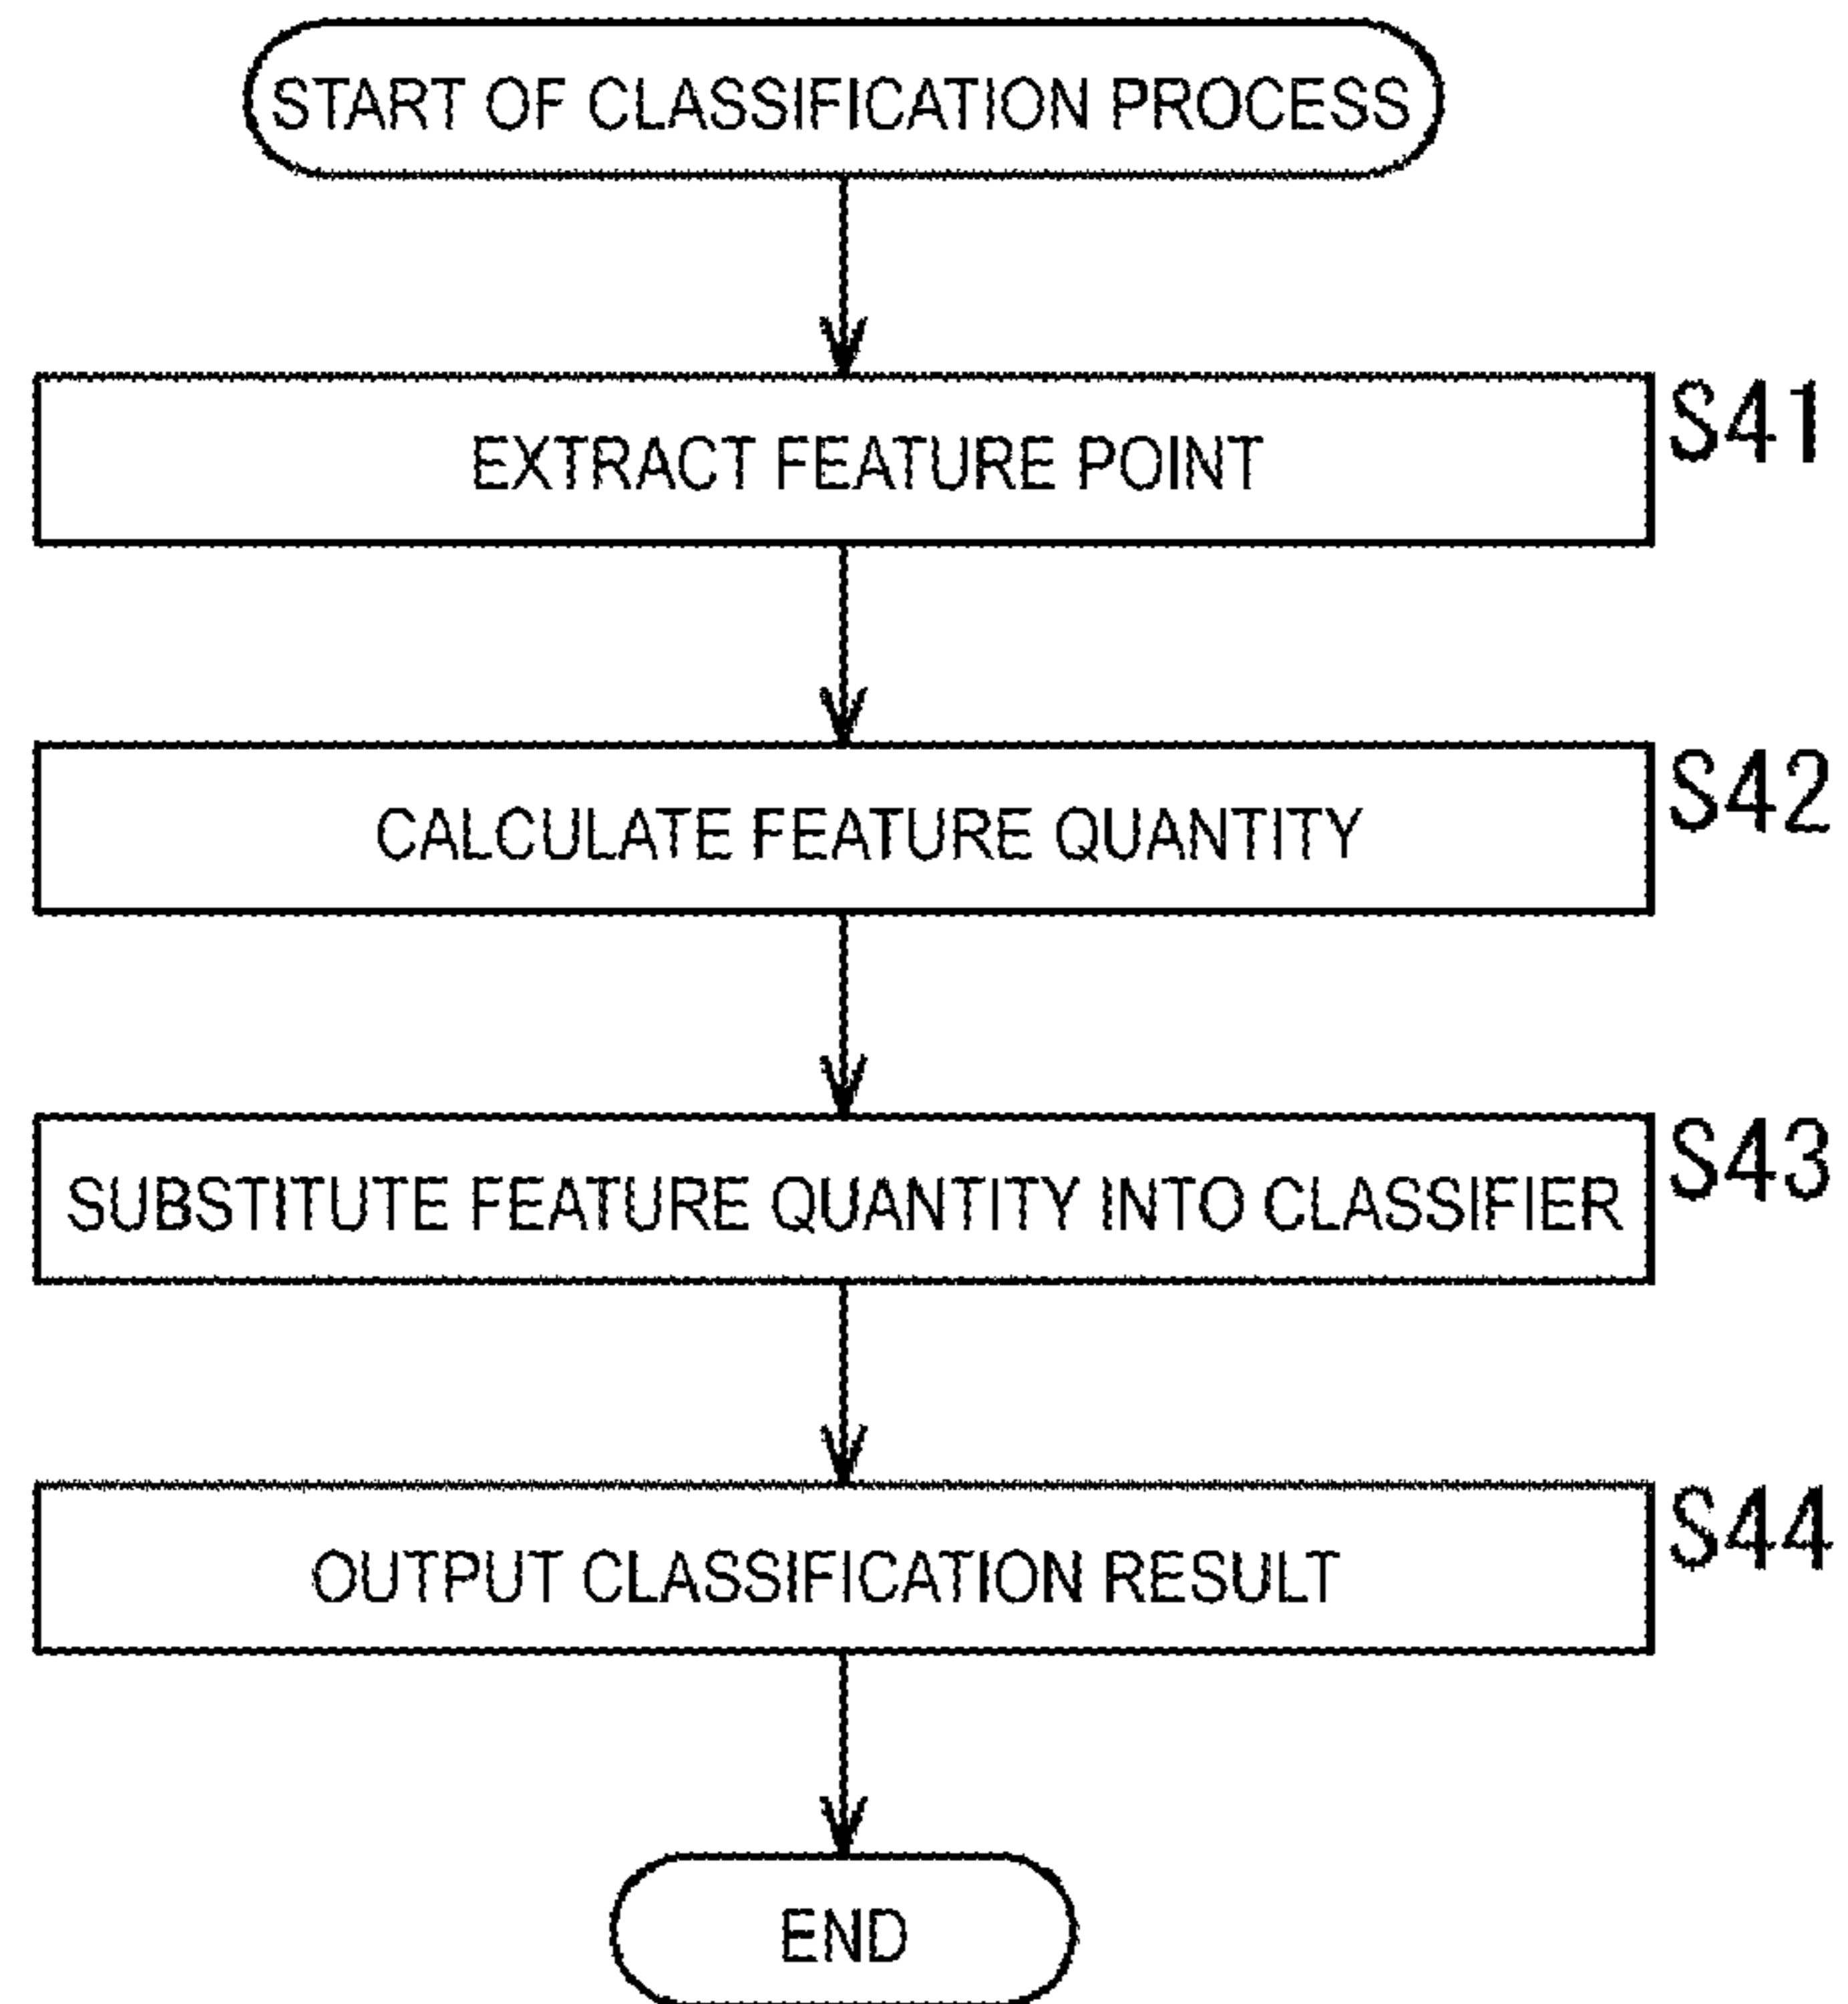 START OF CLASSIFICATION PROCESS
EXTRACT FEATURE POINT
S41
CALCULATE FEATURE QUANTITY
S42
SUBSTITUTE FEATURE QUANTITY INTO CLASSIFIER
S43
OUTPUT CLASSIFICATION RESULT
S44
END